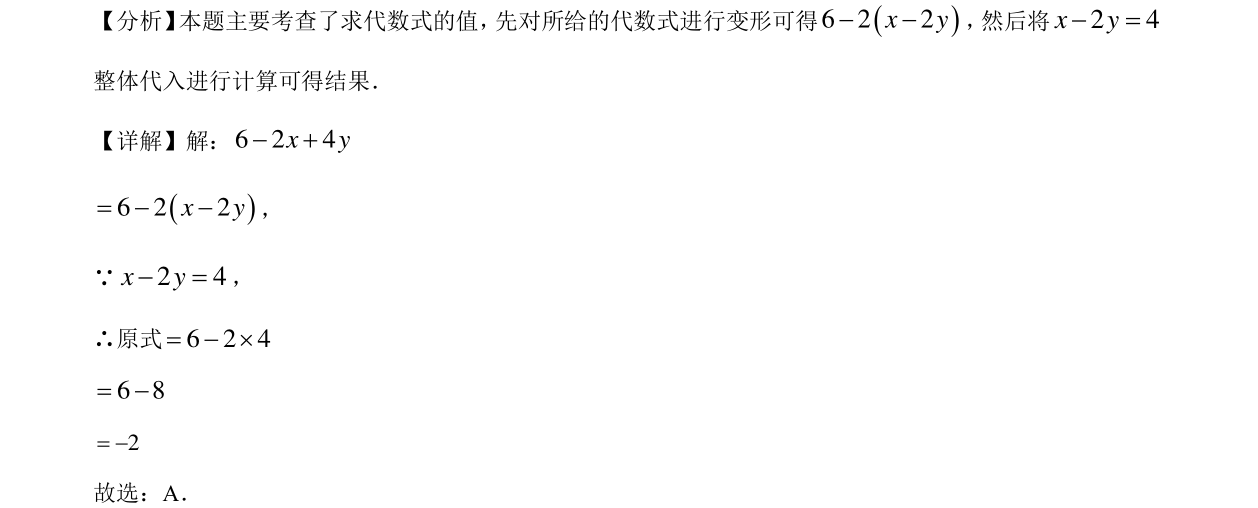 【分析】本题主要考查了求代数式的值，先对所给的代数式进行变形可得6−2(x−2y)，然后将x−2y=4
整体代入进行计算可得结果．
【详解】解：6−2x+4y
=6−2(x−2y)，
∵x−2y=4，
∴原式=6−2×4
=6−8
=−2
故选：A．